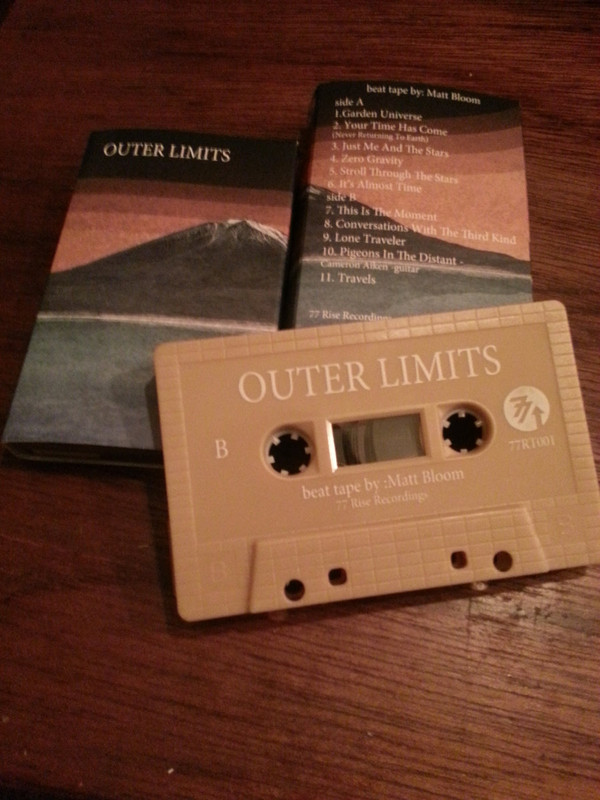 OUTER LIMITS
beat tape by: Matt Bloom
side A
1.Garden Universe
2. Your Time Has Come
(Never Returning To Earth)
3. Just Me And The Stars
4. Zero Gravity
5. Stroll Through The Stars
6. It's Almost Time
side B
7. This Is The Moment
8. Conversations With The Third Kind
9. Lone Traveler
10. Pigeons In The Distant -
Cameron Aiken -guitar
11. Travels
77 Rise Recordings
OUTER LIMITS
B
77
77RT001
beat tape by :Matt Bloom
77 Rise Recordings
B